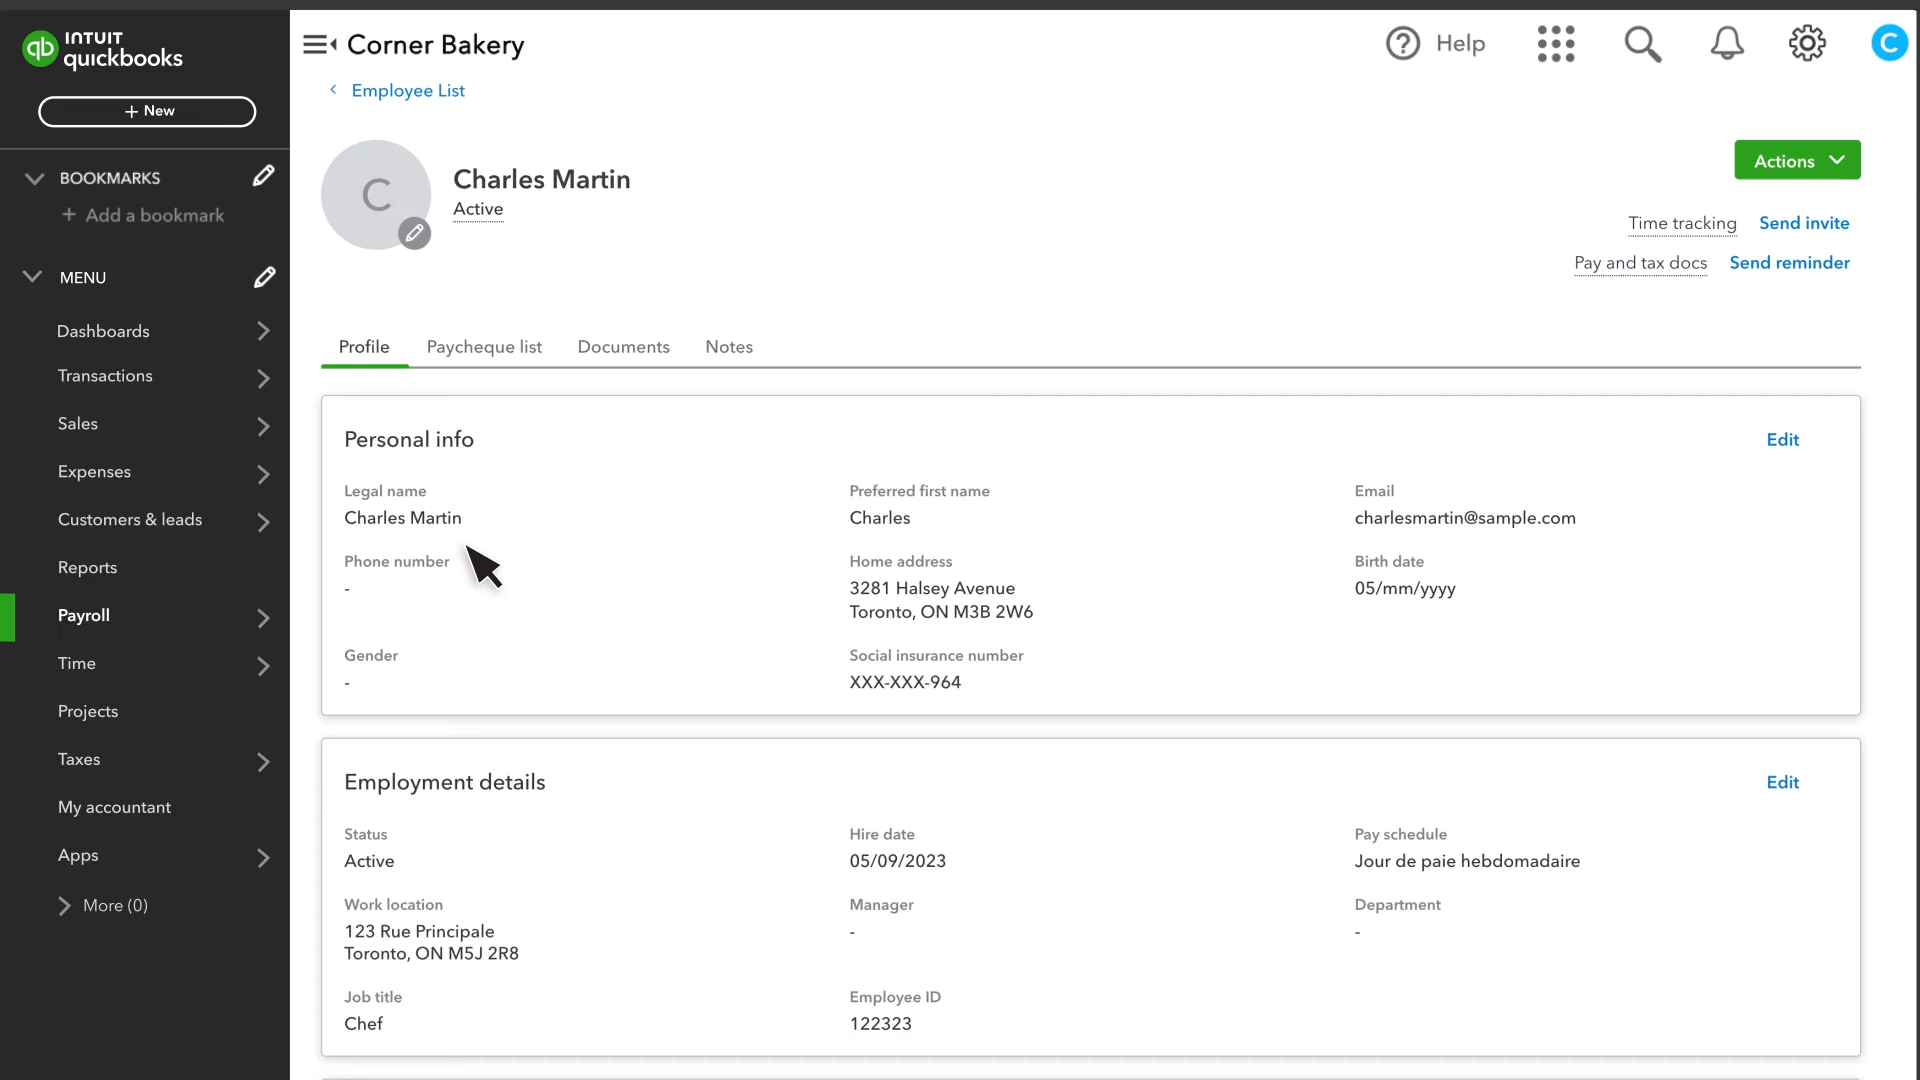 INTUIT
quickbooks
+ New
BOOKMARKS
+ Add a bookmark
MENU
Dashboards
Transactions
Sales
Expenses
Customers & leads
Reports
Payroll
Time
Projects
Taxes
My accountant
Apps
More (0)
Corner Bakery
Help
C
Employee List
C
Charles Martin
Active
Actions
Time tracking Send invite
Pay and tax docs Send reminder
Profile Paycheque list Documents Notes
Personal info Edit
Legal name Preferred first name Email
Charles Martin Charles charlesmartin@sample.com
Phone number Home address Birth date
- 3281 Halsey Avenue 05/mm/yyyy
Toronto, ON M3B 2W6
Gender Social insurance number
- XXX-XXX-964
Employment details Edit
Status Hire date Pay schedule
Active 05/09/2023 Jour de paie hebdomadaire
Work location Manager Department
123 Rue Principale - -
Toronto, ON M5J 2R8
Job title Employee ID
Chef 122323